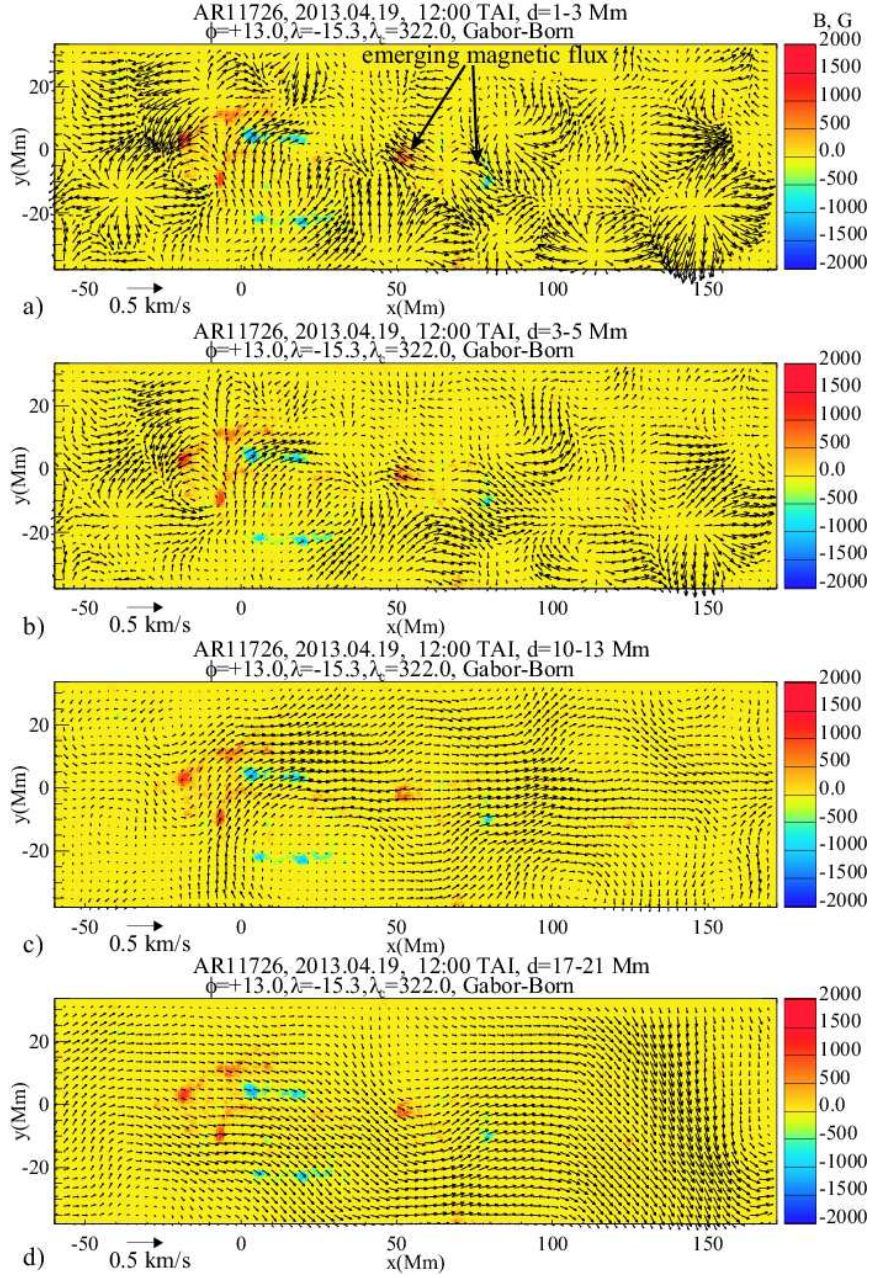 AR11726, 2013.04.19, 12:00 TAI, d=1-3 Mm
ϕ=+13.0,λ=-15.3,λc=322.0, Gabor-Born
B, G
emerging magnetic flux
y(Mm)
20
0
-20
2000
1500
1000
500
0.0
-500
-1000
-1500
-2000
-50 0 50 100 150
a) 0.5 km/s x(Mm)
AR11726, 2013.04.19, 12:00 TAI, d=3-5 Mm
ϕ=+13.0,λ=-15.3,λc=322.0, Gabor-Born
y(Mm)
20
0
-20
2000
1500
1000
500
0.0
-500
-1000
-1500
-2000
-50 0 50 100 150
b) 0.5 km/s x(Mm)
AR11726, 2013.04.19, 12:00 TAI, d=10-13 Mm
ϕ=+13.0,λ=-15.3,λc=322.0, Gabor-Born
y(Mm)
20
0
-20
2000
1500
1000
500
0.0
-500
-1000
-1500
-2000
-50 0 50 100 150
c) 0.5 km/s x(Mm)
AR11726, 2013.04.19, 12:00 TAI, d=17-21 Mm
ϕ=+13.0,λ=-15.3,λc=322.0, Gabor-Born
y(Mm)
20
0
-20
2000
1500
1000
500
0.0
-500
-1000
-1500
-2000
-50 0 50 100 150
d) 0.5 km/s x(Mm)